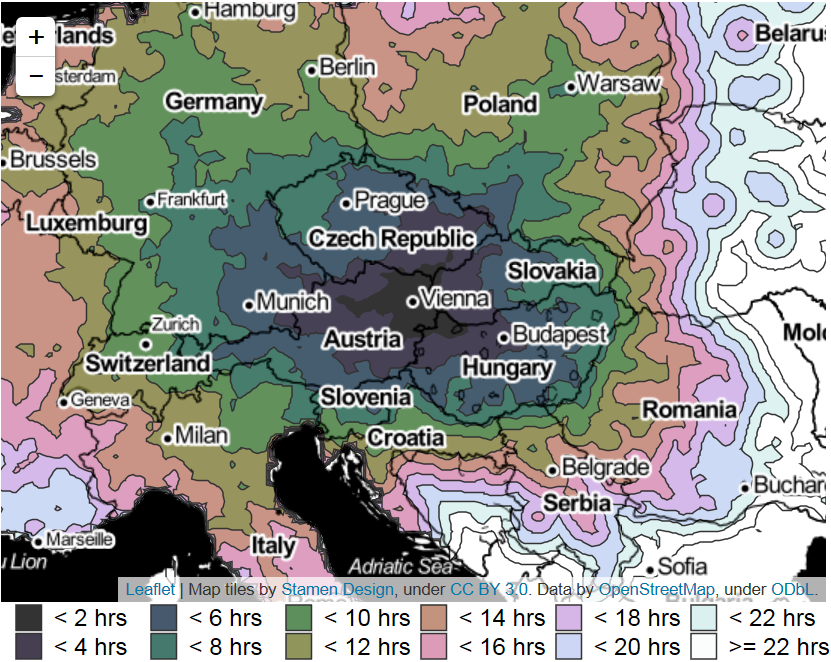 Hamburg
+
−
etherlands
Belarus
sterdam
Berlin
Warsaw
Germany
Poland
Brussels
Frankfurt
Prague
Luxemburg
Czech Republic
Slovakia
Munich
Vienna
Zurich
Budapest
Austria
Mold
Switzerland
Hungary
Slovenia
Geneva
Romania
Milan
Croatia
Belgrade
Buchar
Serbia
Marseille
Italy
u Lion
Adriatic Sea
Sofia
Leaflet | Map tiles by Stamen Design, under CC BY 3.0. Data by OpenStreetMap, under ODbL.
< 2 hrs < 6 hrs < 10 hrs < 14 hrs < 18 hrs < 22 hrs
< 4 hrs < 8 hrs < 12 hrs < 16 hrs < 20 hrs >= 22 hrs